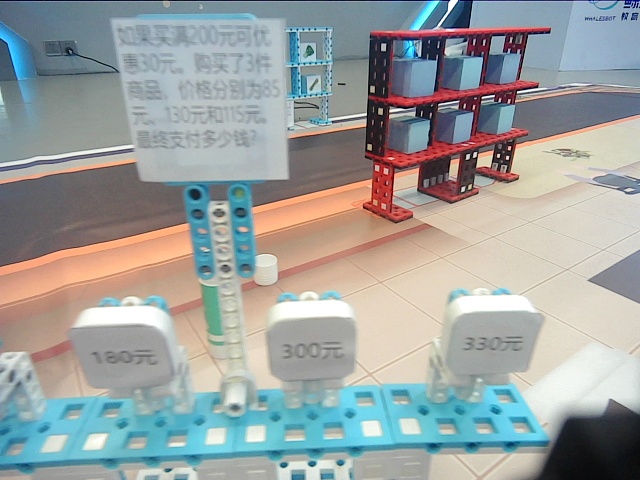 如果买满200元可优
惠30元。购买了3件
商品，价格分别为85
元、130元和115元。
最终支付多少钱？
180元
300元
330元
WHALESBOT